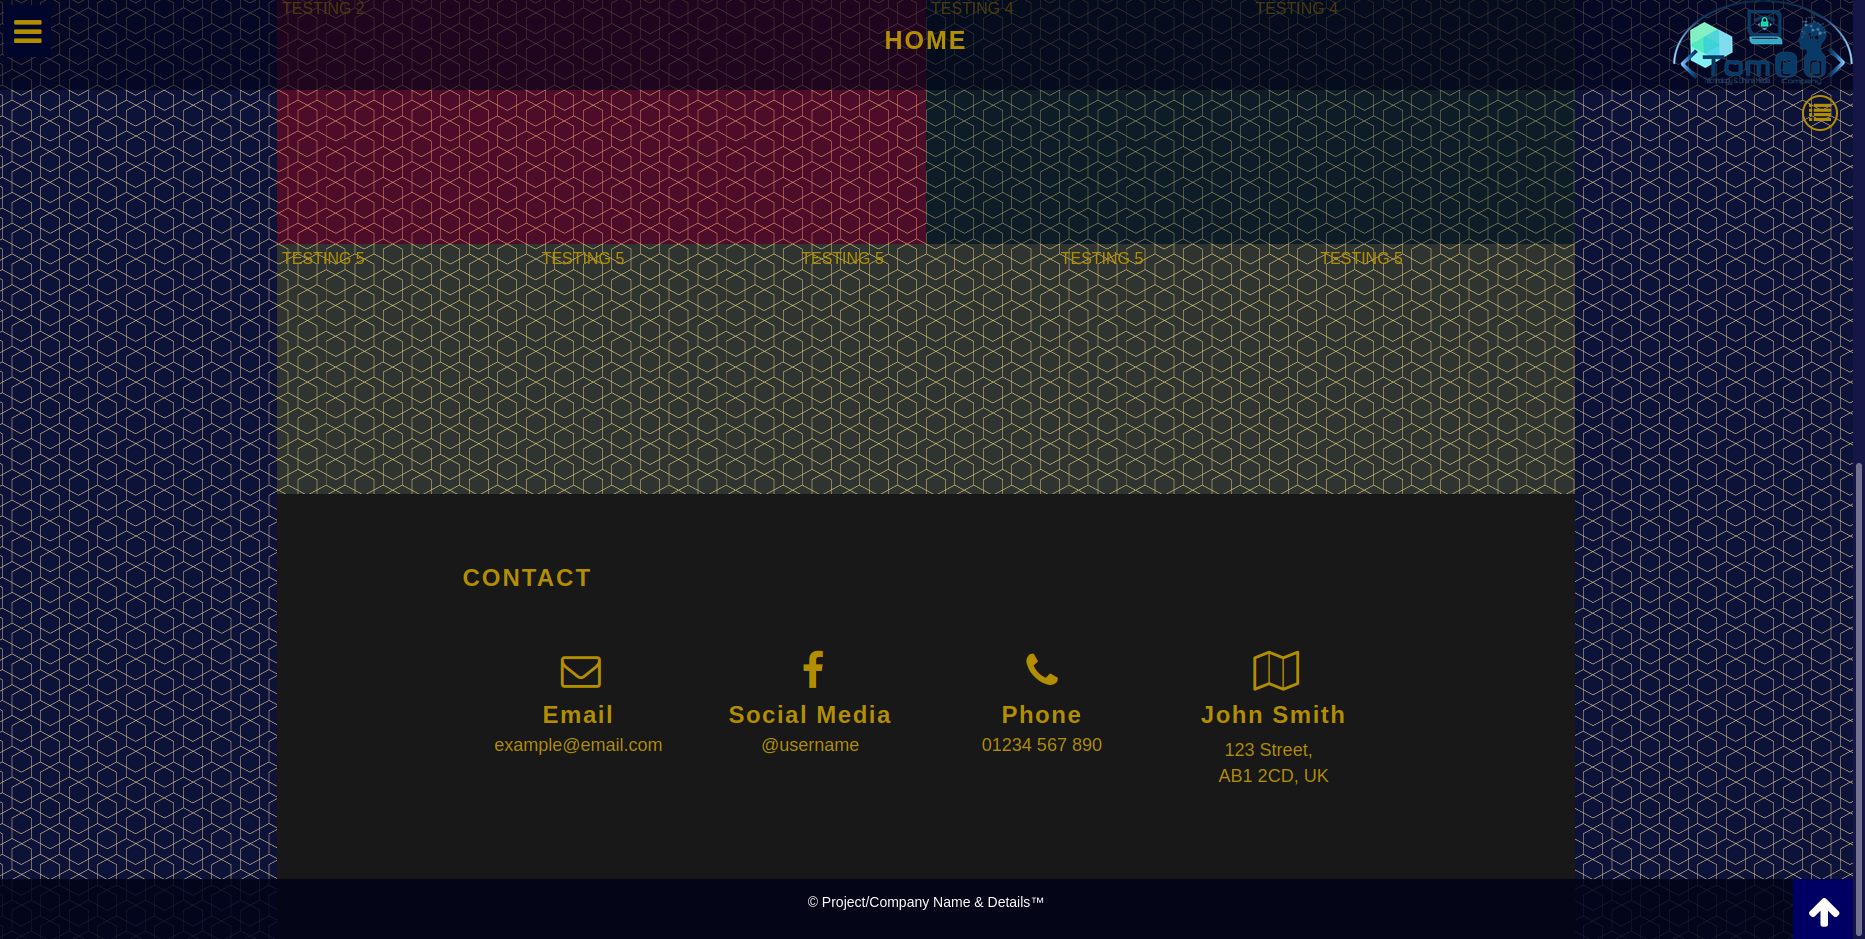 TESTING 2
TESTING 4
TESTING 4
HOME
TESTING 5
TESTING 5
TESTING 5
TESTING 5
TESTING 5
CONTACT
Email
example@email.com
Social Media
@username
Phone
01234 567 890
John Smith
123 Street,
AB1 2CD, UK
© Project/Company Name & Details™